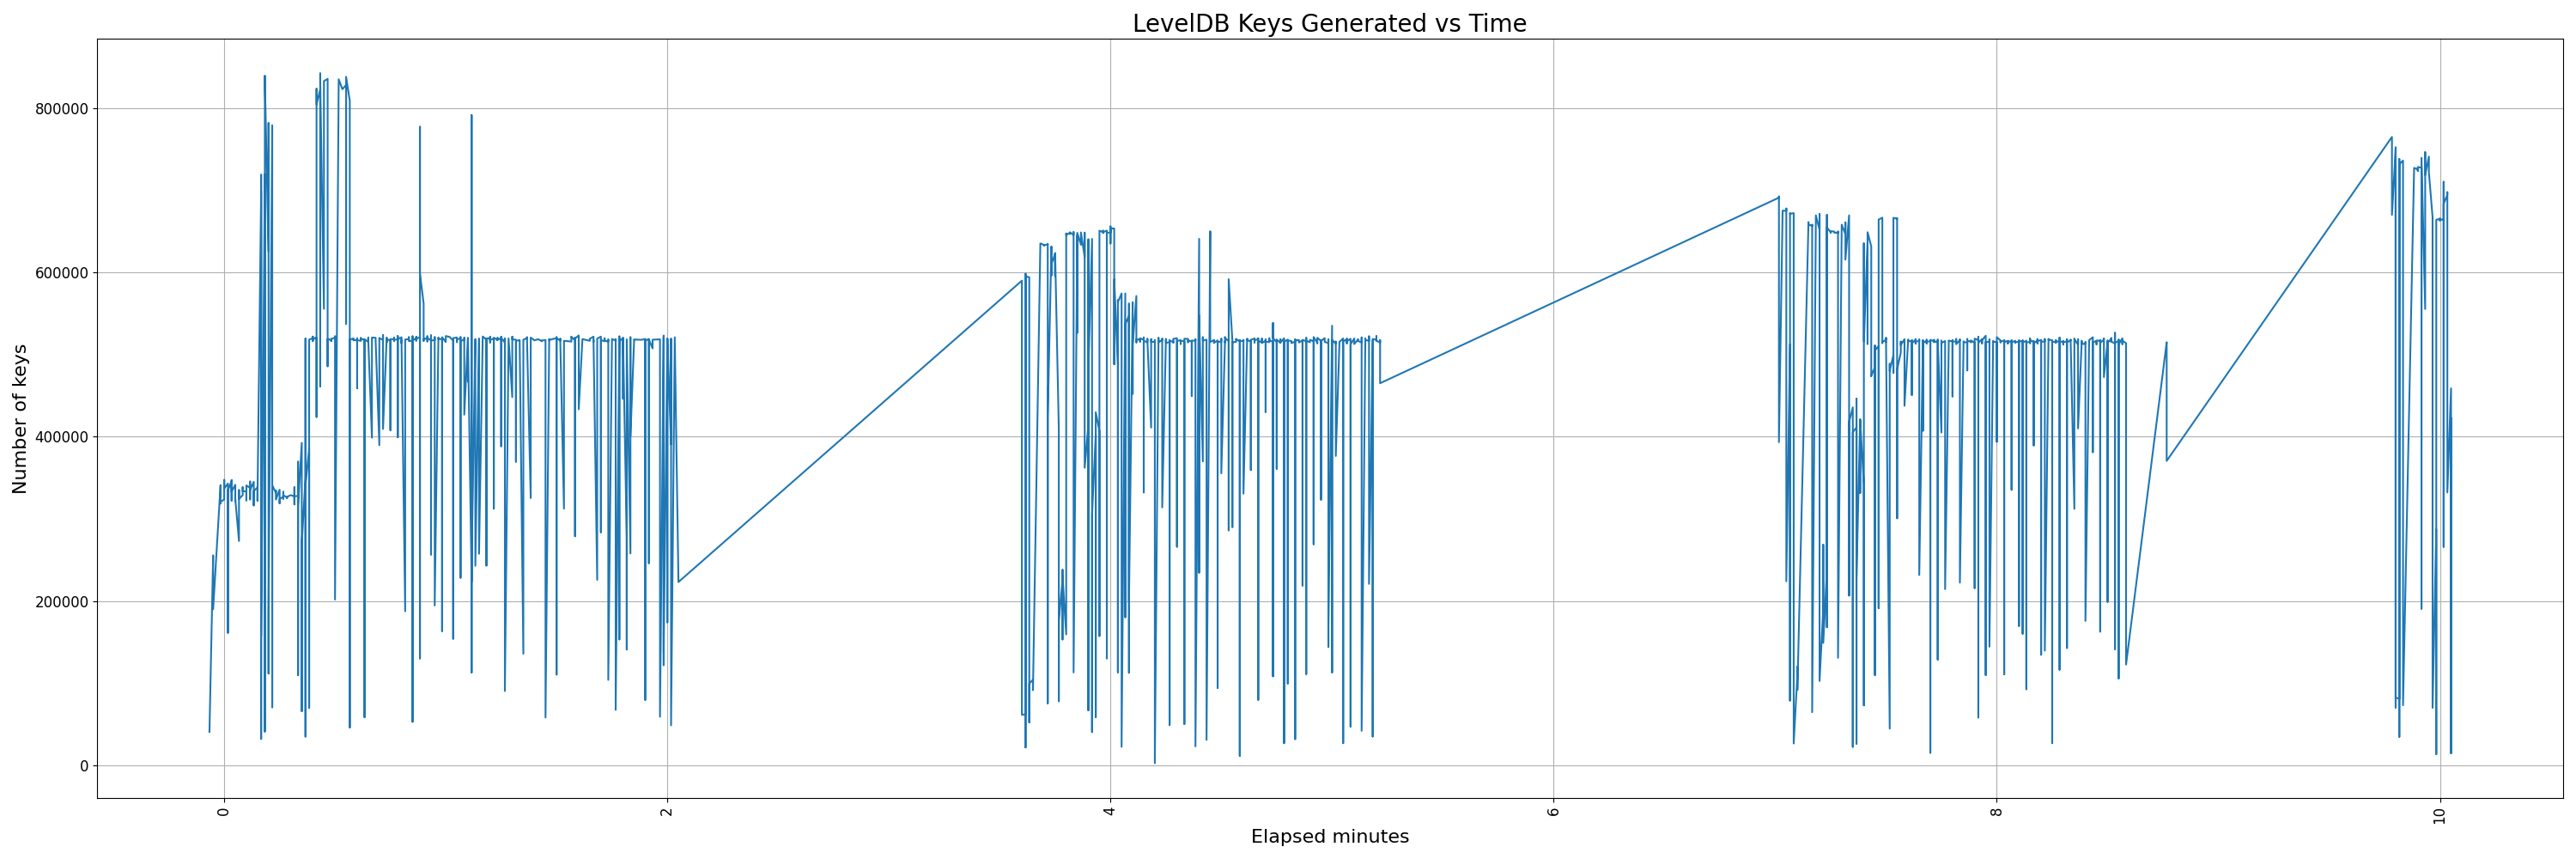 LevelDB Keys Generated vs Time
Number of keys
800000
600000
400000
200000
0
0 2 4 6 8 10
Elapsed minutes